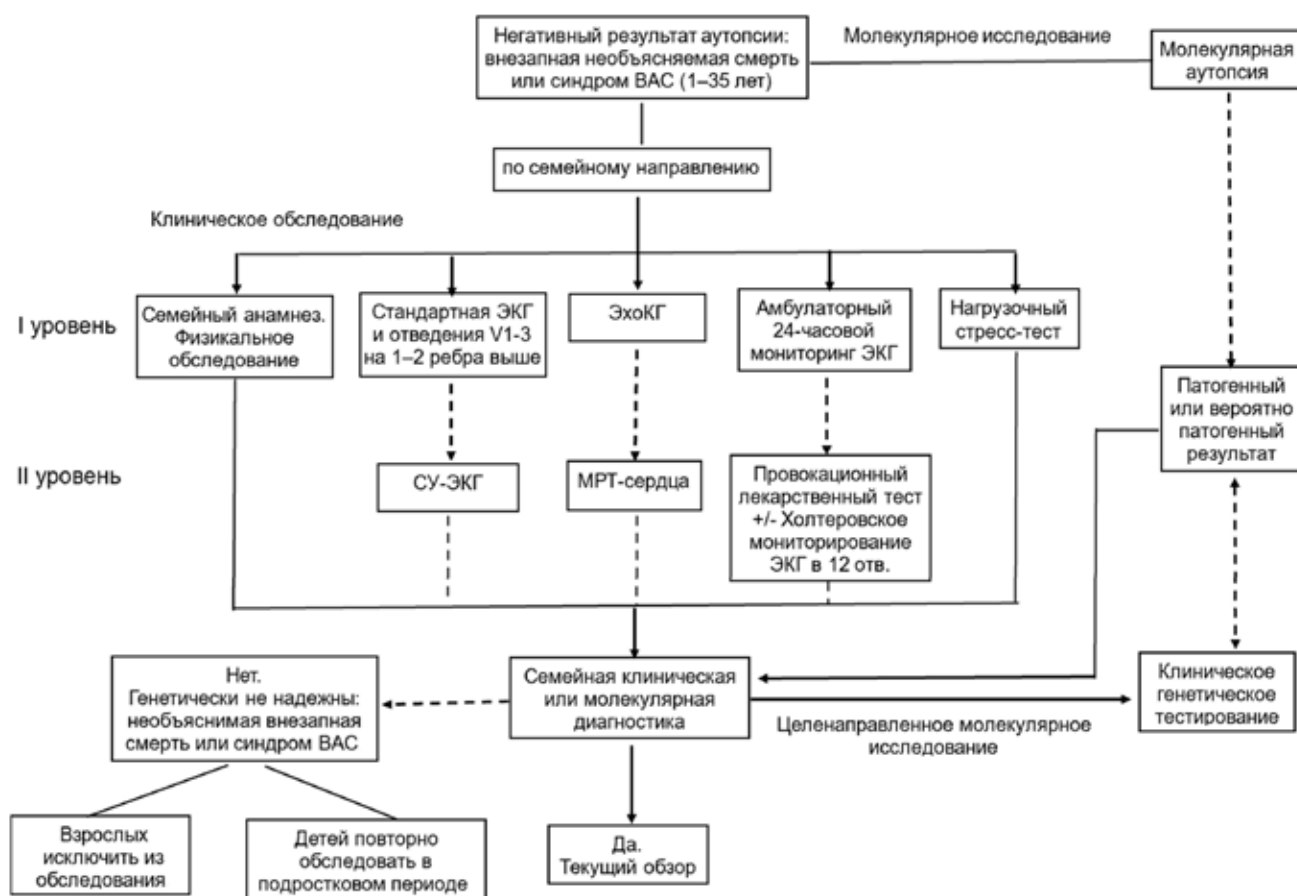 Негативный результат аутопсии:
внезапная необъясняемая смерть
или синдром ВАС (1–35 лет)
Молекулярное исследование
Молекулярная
аутопсия
по семейному направлению
Клиническое обследование
I уровень
Семейный анамнез.
Физикальное
обследование
Стандартная ЭКГ
и отведения V1-3
на 1–2 ребра выше
ЭхоКГ
Амбулаторный
24-часовой
мониторинг ЭКГ
Нагрузочный
стресс-тест
Патогенный
или вероятно
патогенный
результат
II уровень
СУ-ЭКГ
МРТ-сердца
Провокационный
лекарственный тест
+/- Холтеровское
мониторирование
ЭКГ в 12 отв.
Нет.
Генетически не надежны:
необъяснимая внезапная
смерть или синдром ВАС
Семейная клиническая
или молекулярная
диагностика
Целенаправленное молекулярное
исследование
Клиническое
генетическое
тестирование
Взрослых
исключить из
обследования
Детей повторно
обследовать в
подростковом периоде
Да.
Текущий обзор